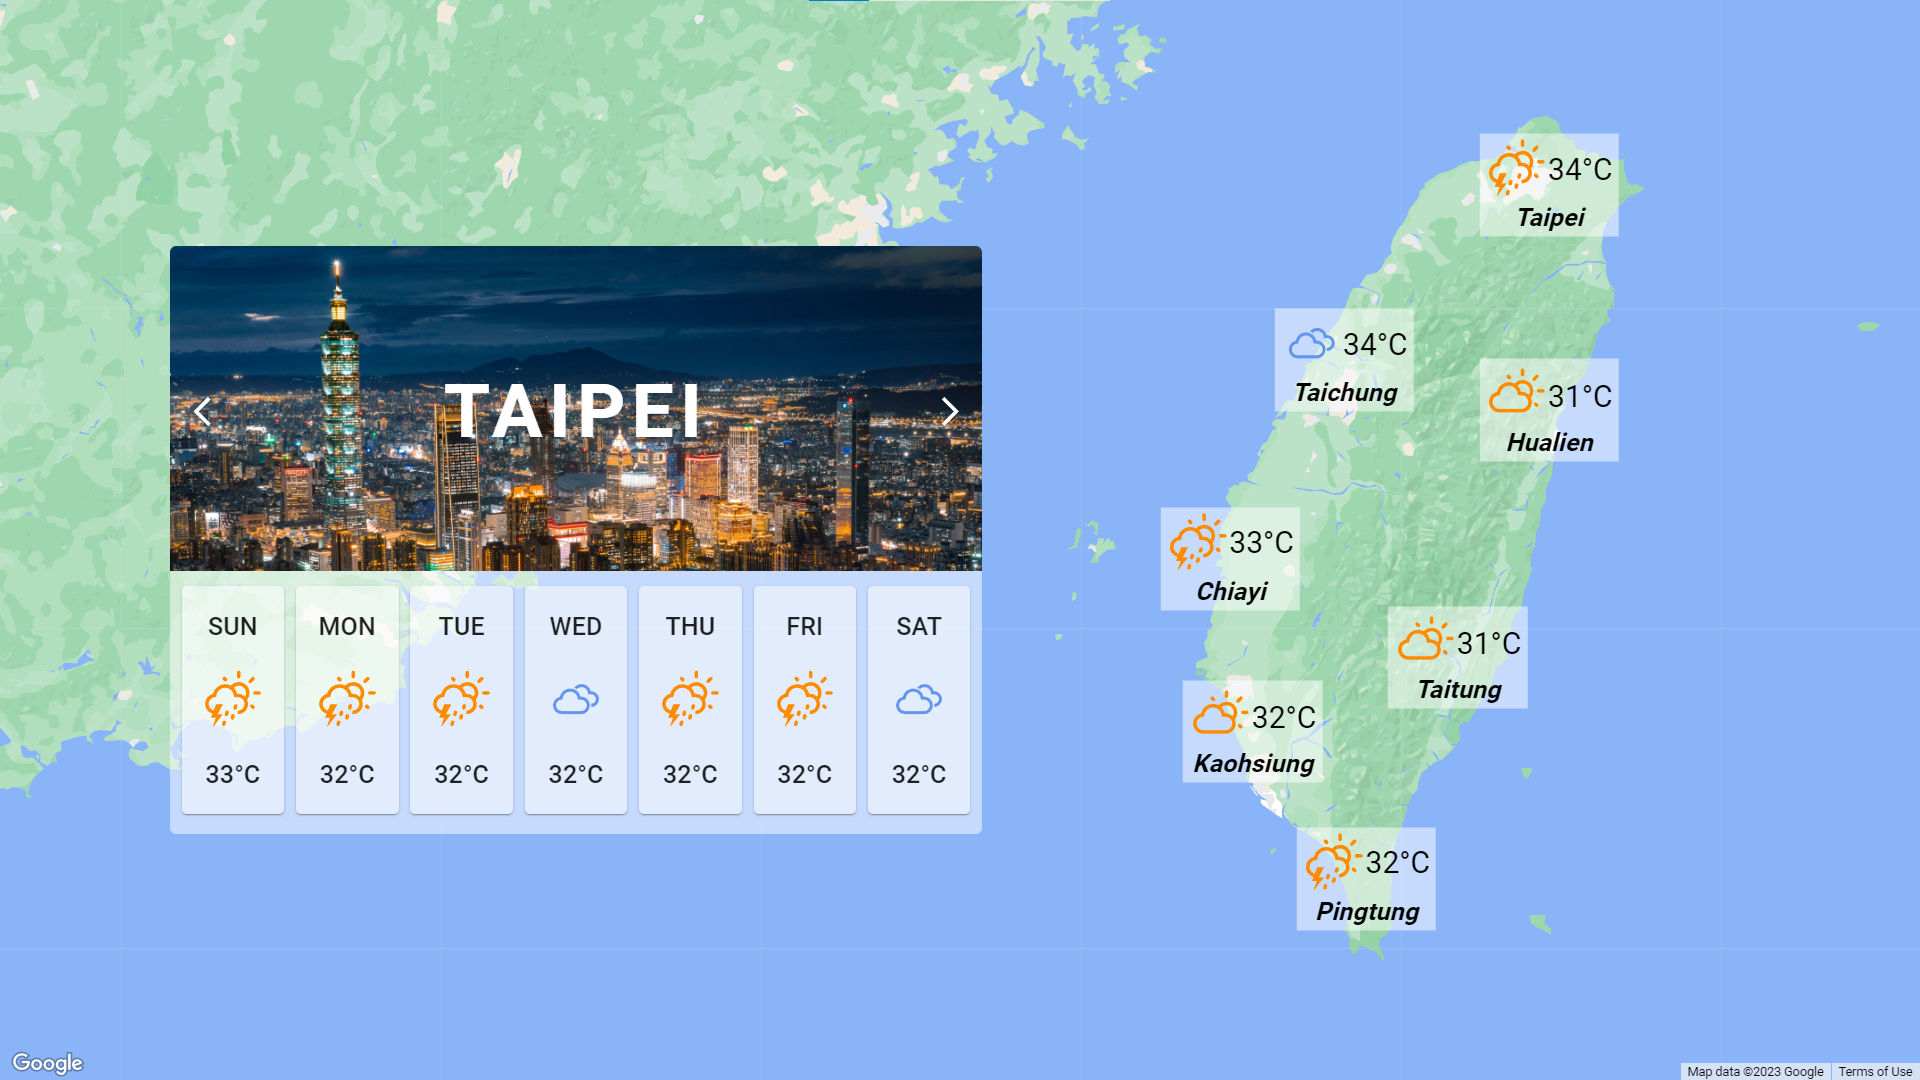 TAIPEI
SUN MON TUE WED THU FRI SAT
33°C 32°C 32°C 32°C 32°C 32°C 32°C
34°C
Taipei
34°C
Taichung
31°C
Hualien
33°C
Chiayi
31°C
Taitung
32°C
Kaohsiung
32°C
Pingtung
Google
Map data ©2023 Google Terms of Use